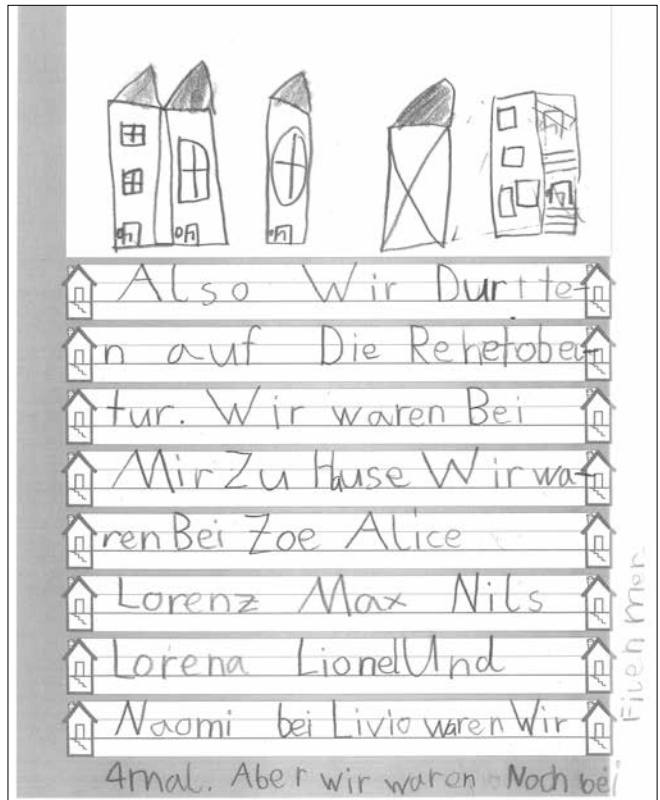 Also Wir Durtte-
n auf Die Rehetobel-
tur. Wir waren Bei
Mir Zu Hause Wir wa-
ren Bei Zoe Alice
Lorenz Max Nils
Lorena Lionel Und
Naomi bei Livio waren Wir
4mal. Aber wir waren Noch bei